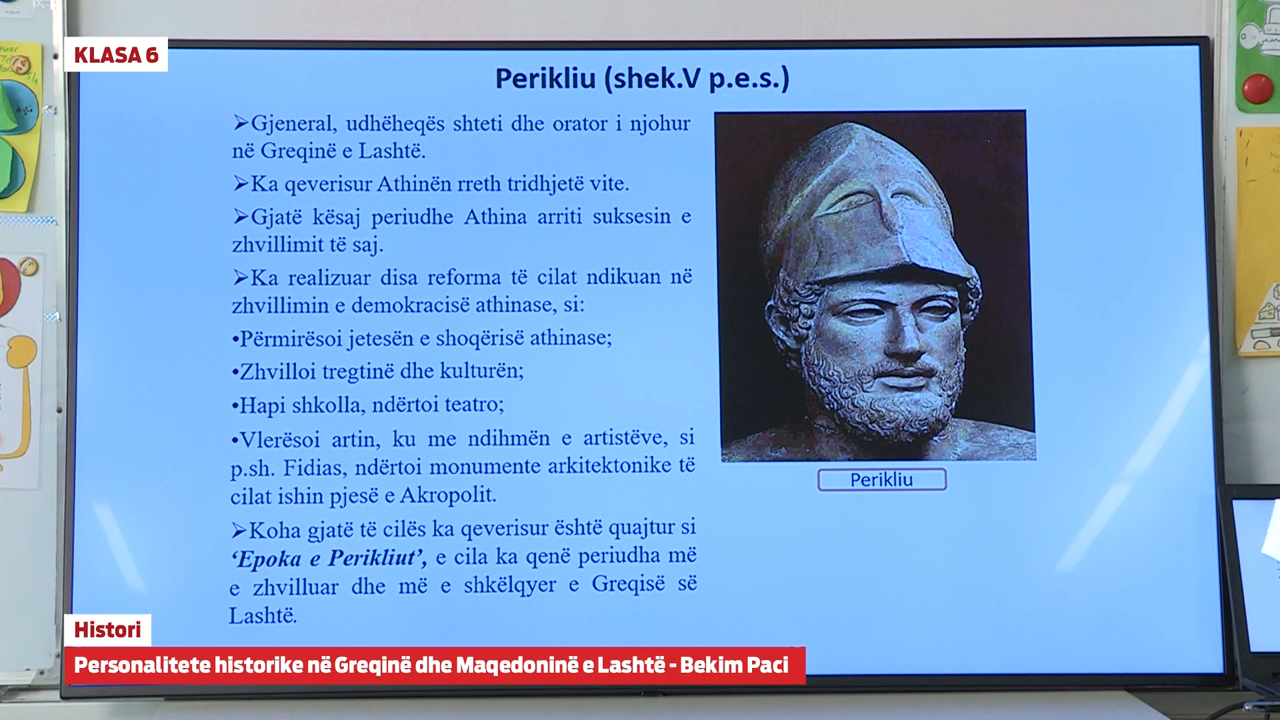 KLASA 6
Perikliu (shek.V p.e.s.)
➢Gjeneral, udhëheqës shteti dhe orator i njohur
në Greqinë e Lashtë.
➢Ka qeverisur Athinën rreth tridhjetë vite.
➢Gjatë kësaj periudhe Athina arriti suksesin e
zhvillimit të saj.
➢Ka realizuar disa reforma të cilat ndikuan në
zhvillimin e demokracisë athinase, si:
•Përmirësoi jetesën e shoqërisë athinase;
•Zhvilloi tregtinë dhe kulturën;
•Hapi shkolla, ndërtoi teatro;
•Vlerësoi artin, ku me ndihmën e artistëve, si
p.sh. Fidias, ndërtoi monumente arkitektonike të
cilat ishin pjesë e Akropolit.
➢Koha gjatë të cilës ka qeverisur është quajtur si
‘Epoka e Perikliut’, e cila ka qenë periudha më
e zhvilluar dhe më e shkëlqyer e Greqisë së
Lashtë.
Perikliu
Histori
Personalitete historike në Greqinë dhe Maqedoninë e Lashtë - Bekim Paci